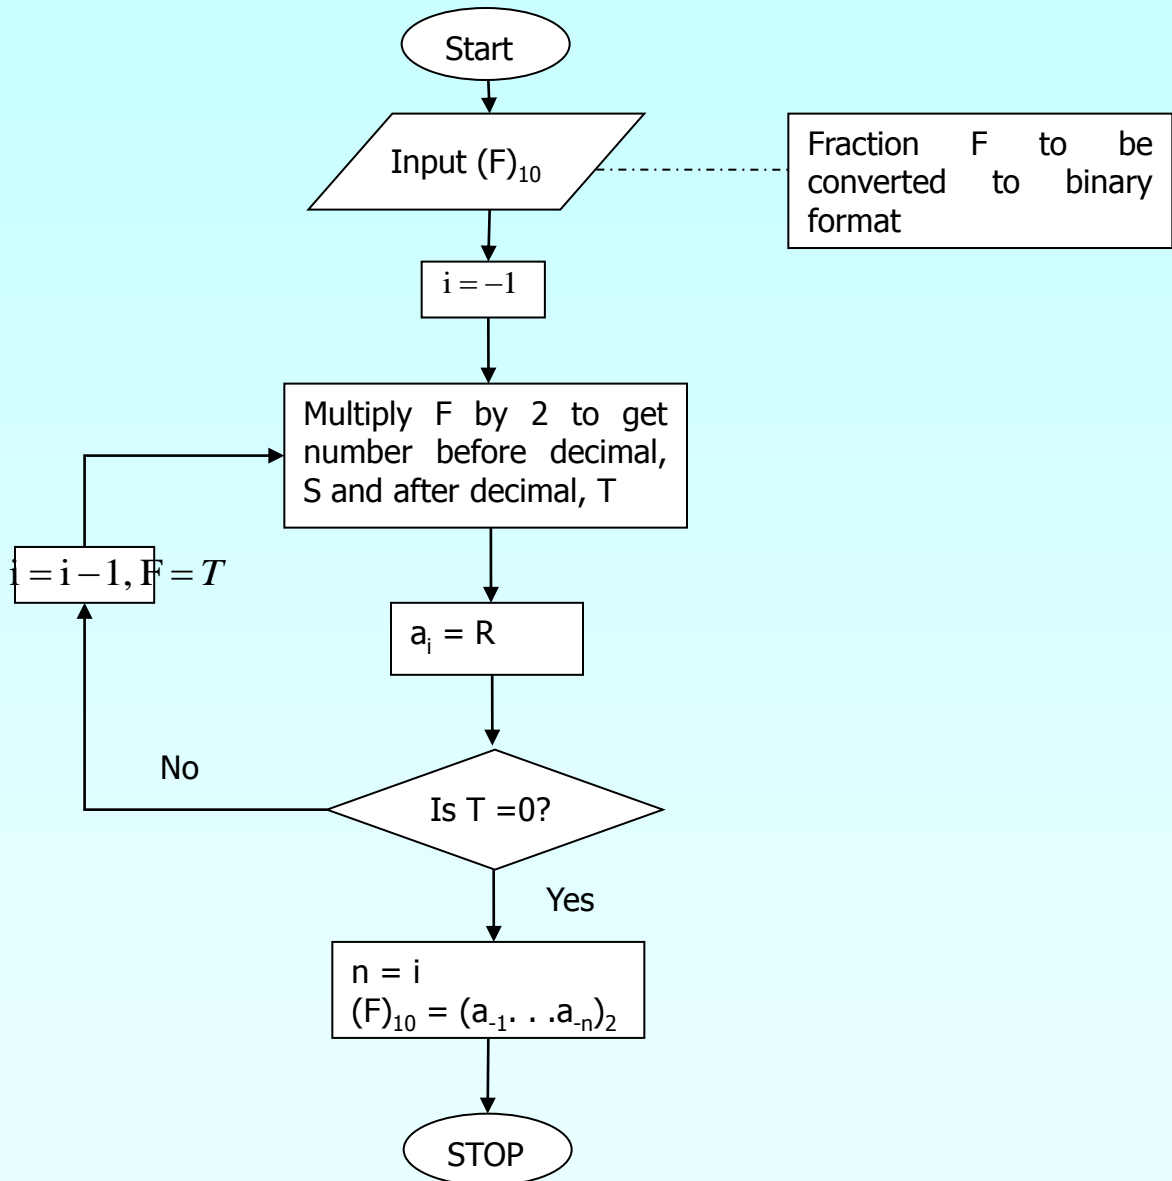 Start
Input (F)₁₀
Fraction F to be
converted to binary
format
i = −1
Multiply F by 2 to get
number before decimal,
S and after decimal, T
i = i − 1, F = T
aᵢ = R
No
Is T =0?
Yes
n = i
(F)₁₀ = (a₋₁. . .a₋ₙ)₂
STOP